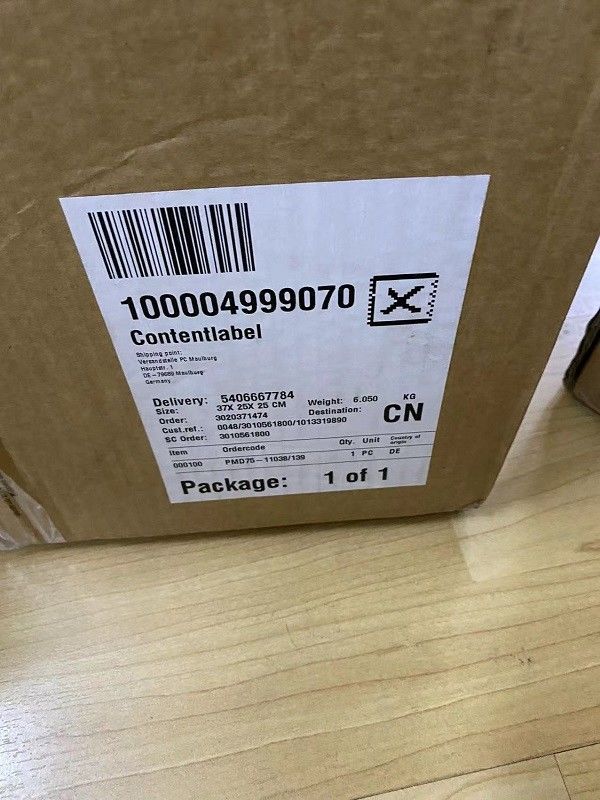 100004999070
Contentlabel
Shipping point:
Versandstelle PC Maulburg
Hauptstr. 1
DE-79689 Maulburg
Germany
Delivery: 5406667784
Size: 37X 25X 25 CM Weight: 6.050 KG
Order: 3020371474 Destination: CN
Cust.ref.: 0048/3010561800/1013319890
SC Order: 3010561800
Item Ordercode Qty. Unit Country of origin
000100 PMD75-11038/139 1 PC DE
Package: 1 of 1